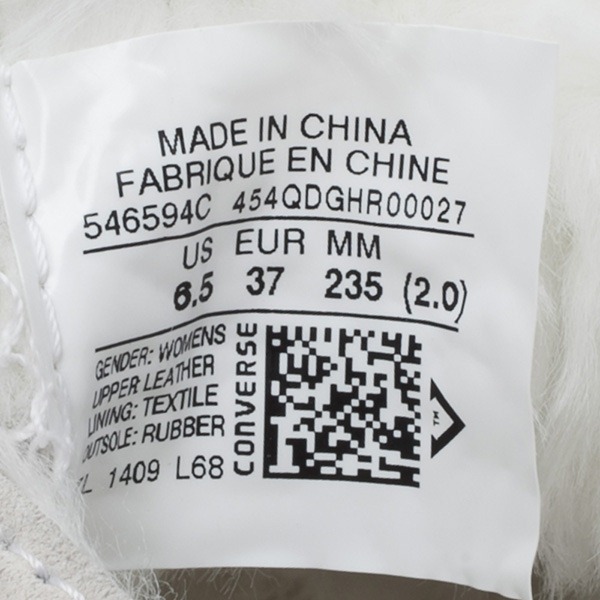 MADE IN CHINA
FABRIQUE EN CHINE
546594C 454QDGHR00027
US EUR MM
6.5 37 235 (2.0)
GENDER: WOMENS
UPPER LEATHER
LINING: TEXTILE
OUTSOLE: RUBBER
1409 L68
CONVERSE
TM